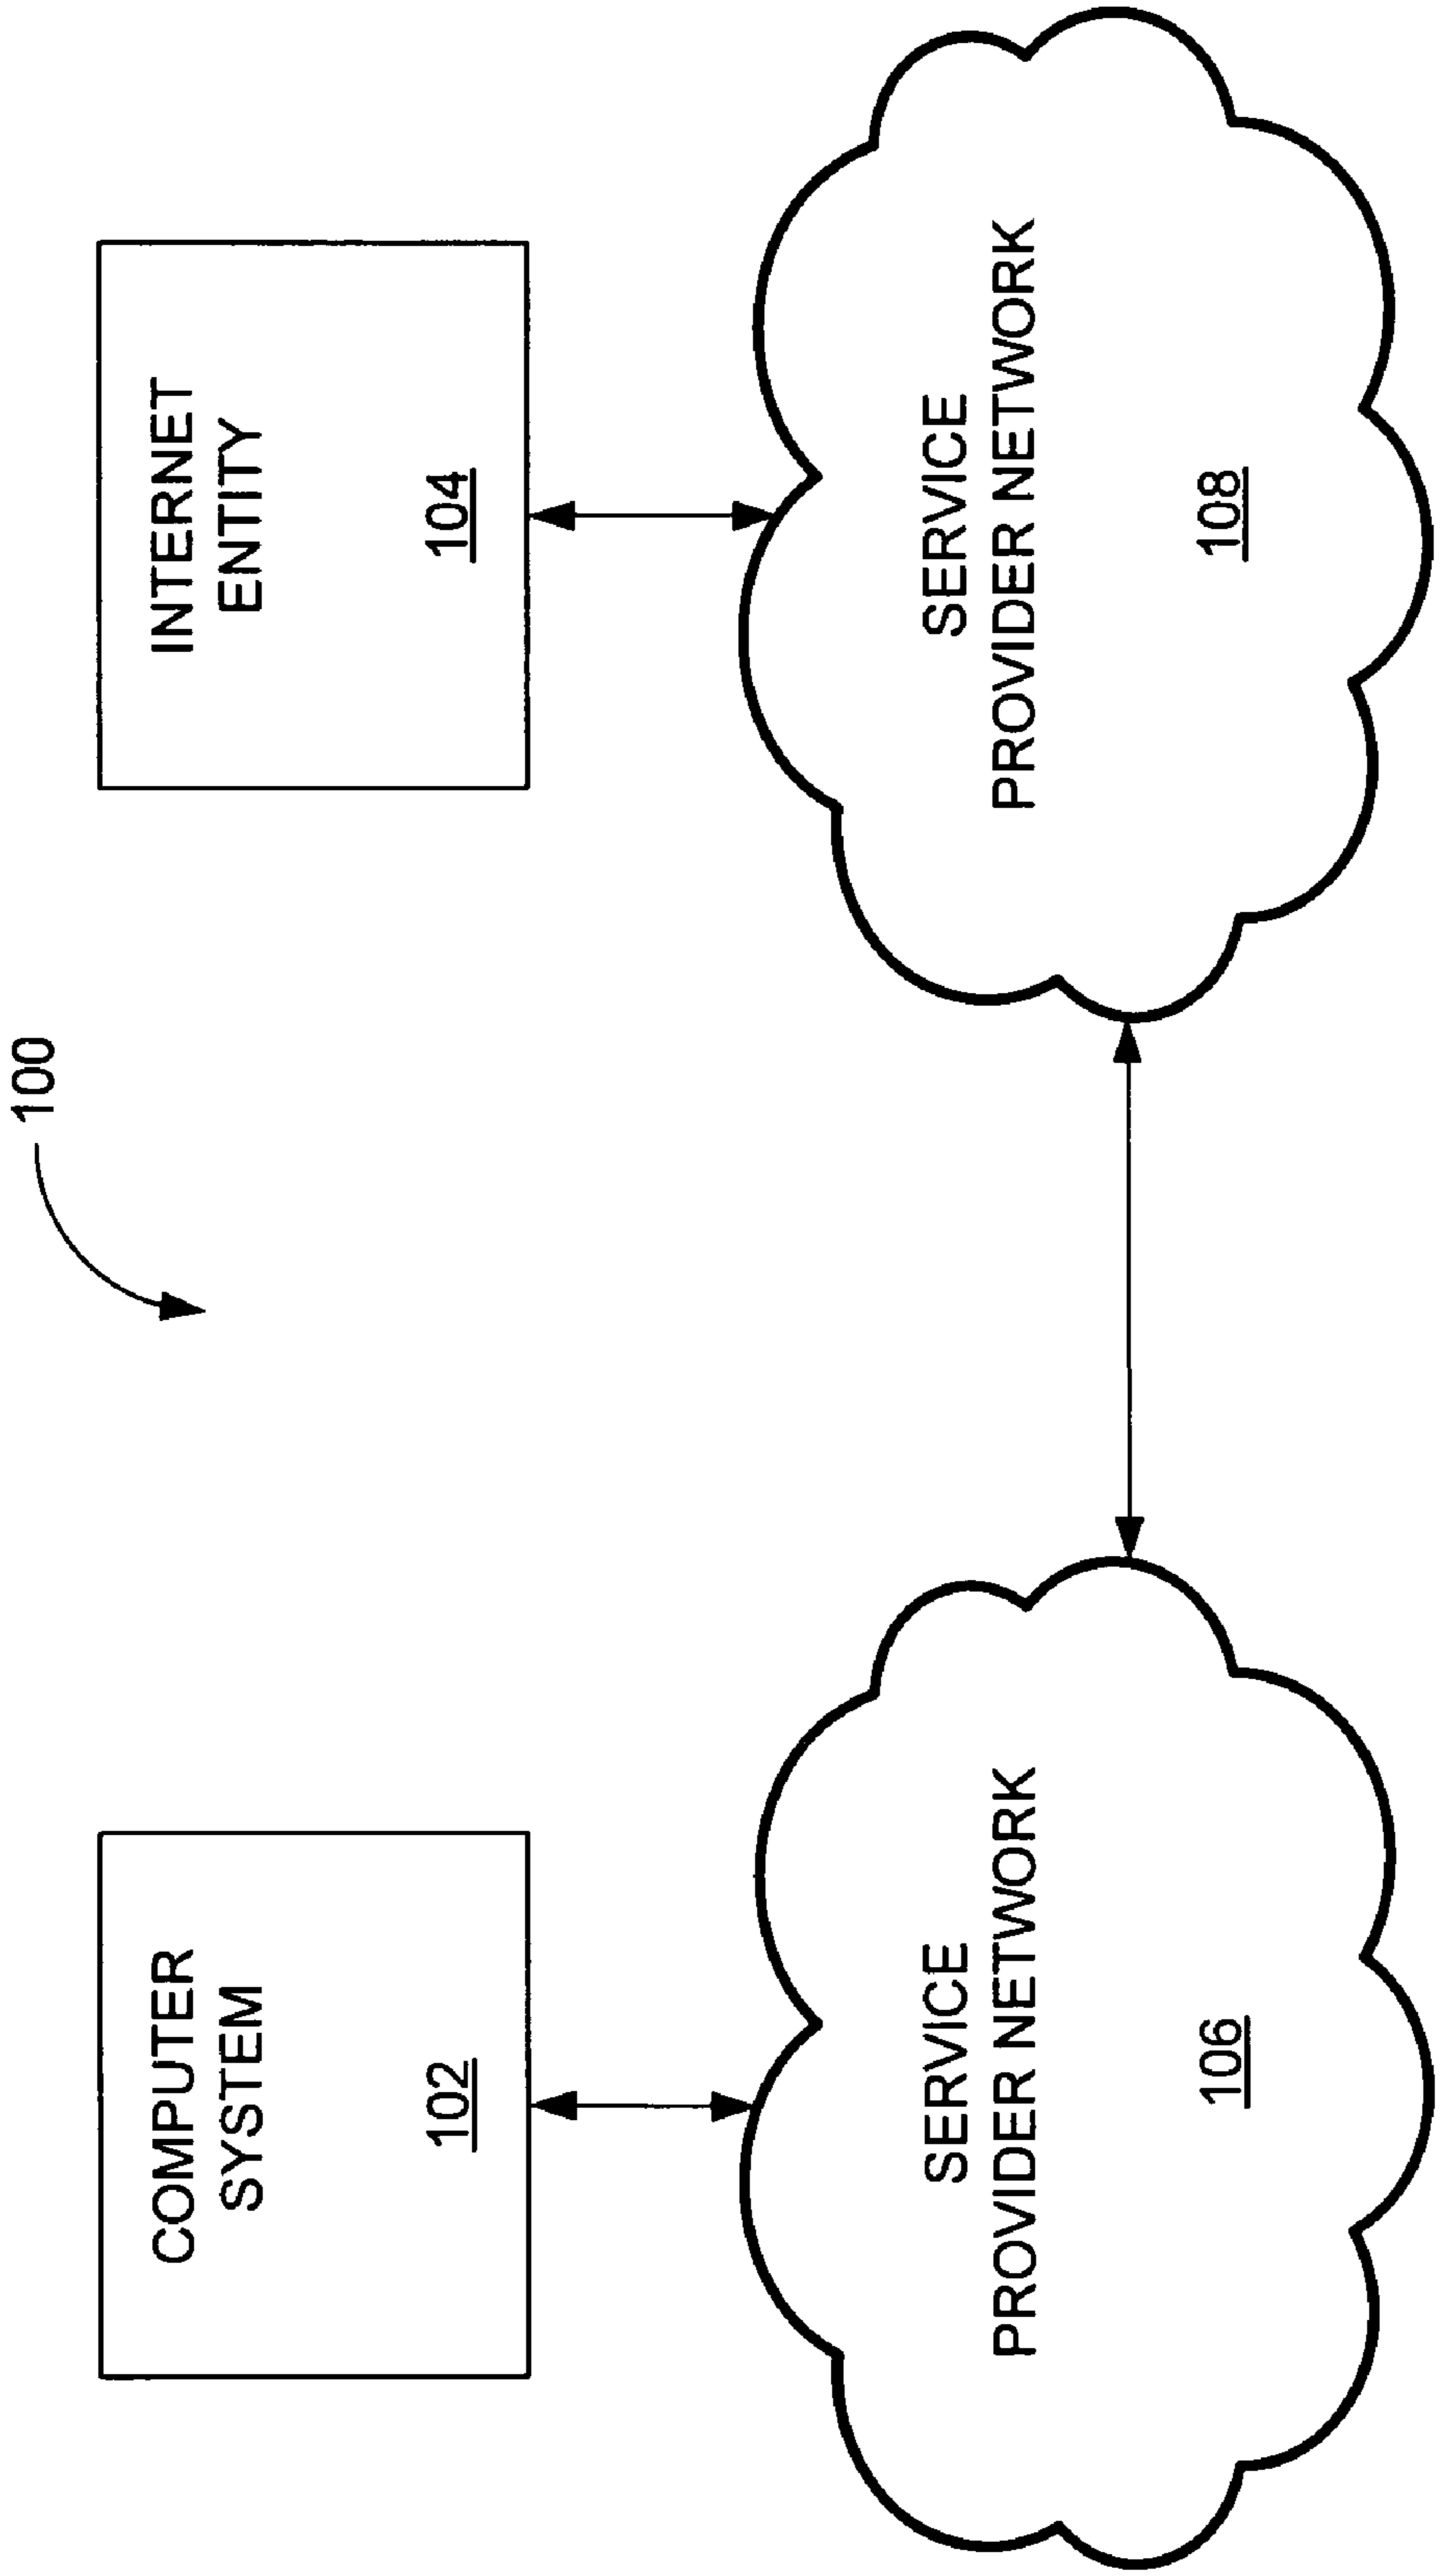 100
COMPUTER
SYSTEM
102
INTERNET
ENTITY
104
SERVICE
PROVIDER NETWORK
106
SERVICE
PROVIDER NETWORK
108